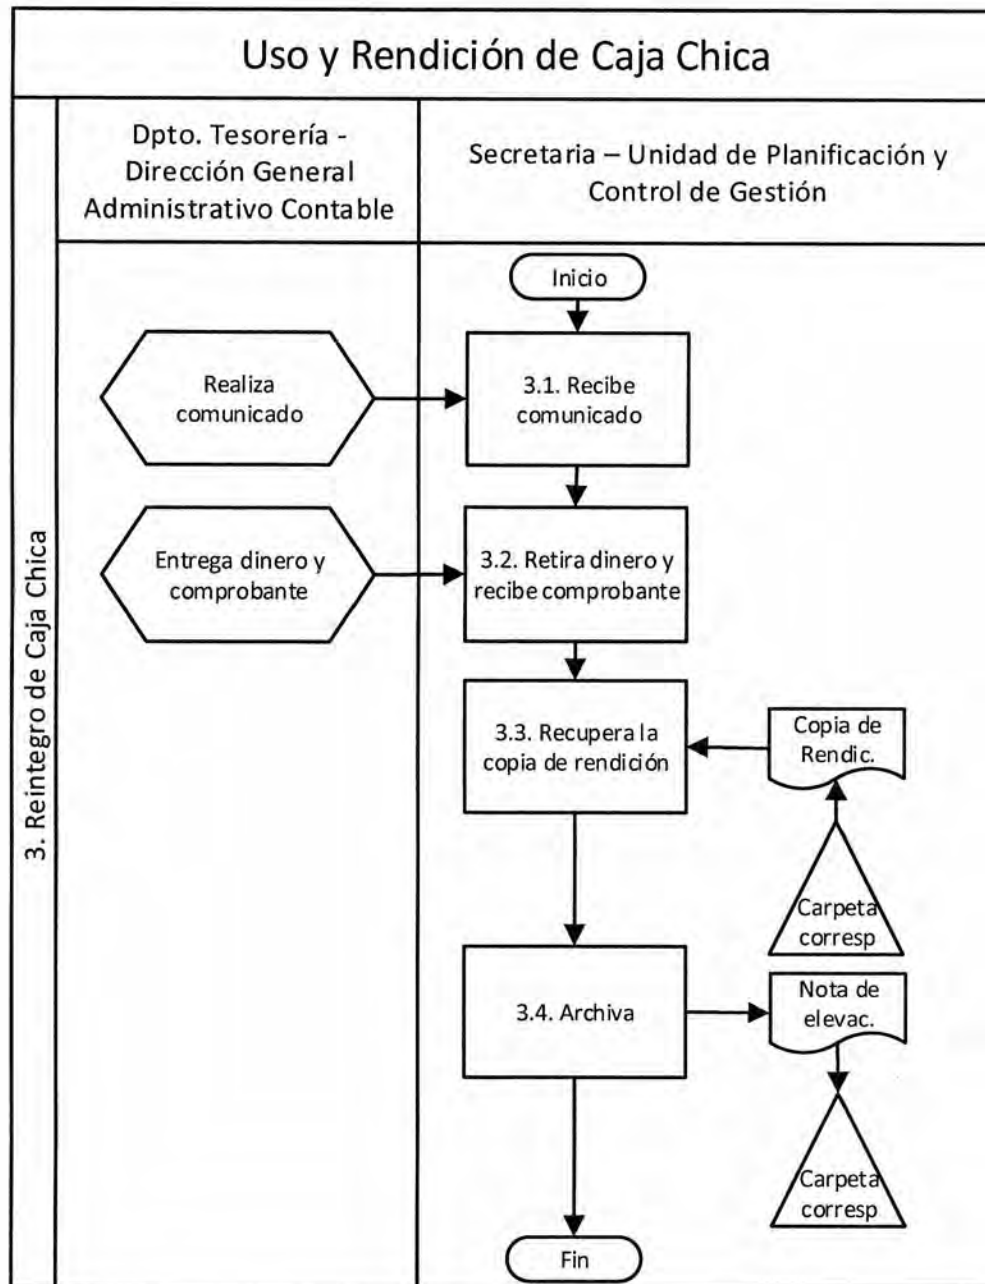 Uso y Rendición de Caja Chica
Dpto. Tesorería -
Dirección General
Administrativo Contable
Secretaria – Unidad de Planificación y
Control de Gestión
3. Reintegro de Caja Chica
Inicio
Realiza
comunicado
3.1. Recibe
comunicado
Entrega dinero y
comprobante
3.2. Retira dinero y
recibe comprobante
3.3. Recupera la
copia de rendición
Copia de
Rendic.
Carpeta
corresp
3.4. Archiva
Nota de
elevac.
Carpeta
corresp
Fin